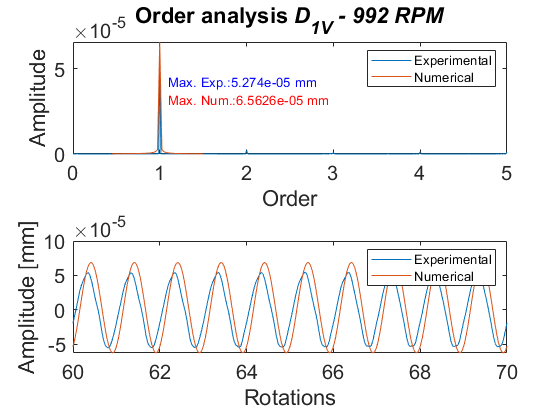 Order analysis D1V - 992 RPM
×10-5
Amplitude
5
0
Experimental
Numerical
Max. Exp.:5.274e-05 mm
Max. Num.:6.5626e-05 mm
0 1 2 3 4 5
Order
×10-5
Amplitude [mm]
10
5
0
-5
Experimental
Numerical
60 62 64 66 68 70
Rotations